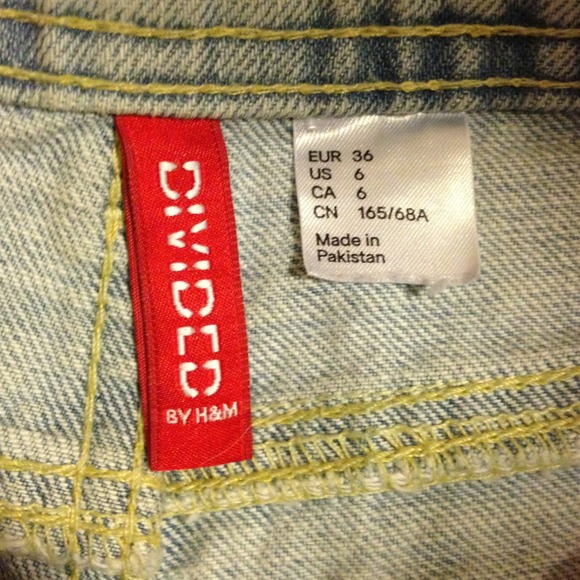 DIVIDED
BY H&M
EUR 36
US 6
CA 6
CN 165/68A
Made in
Pakistan